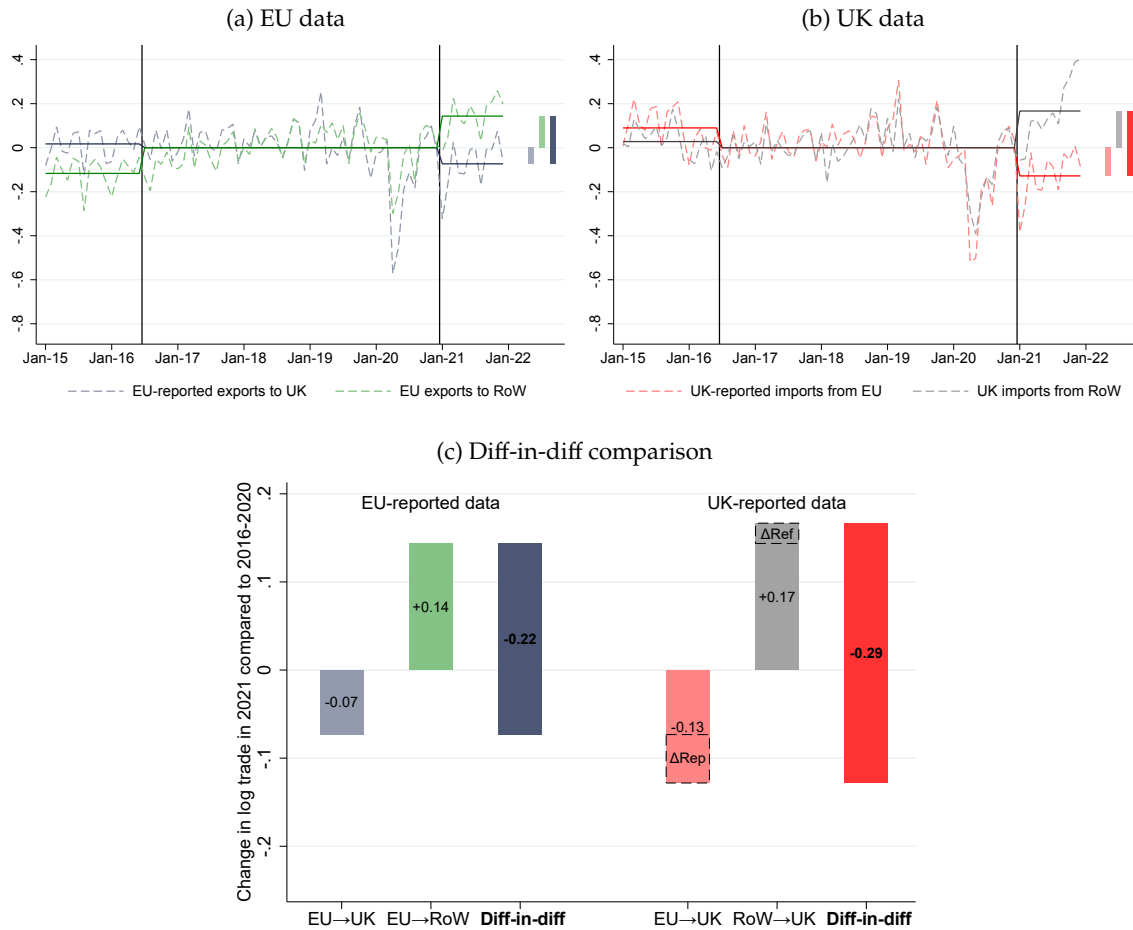 (a) EU data
.4
.2
0
-.2
-.4
-.6
-.8
Jan-15 Jan-16 Jan-17 Jan-18 Jan-19 Jan-20 Jan-21 Jan-22
EU-reported exports to UK EU exports to RoW
(b) UK data
.4
.2
0
-.2
-.4
-.6
-.8
Jan-15 Jan-16 Jan-17 Jan-18 Jan-19 Jan-20 Jan-21 Jan-22
UK-reported imports from EU UK imports from RoW
(c) Diff-in-diff comparison
Change in log trade in 2021 compared to 2016-2020
.2
.1
0
-.1
-.2
EU-reported data UK-reported data
ΔRef
+0.14 +0.17
-0.22 -0.29
-0.07 -0.13
ΔRep
EU→UK EU→RoW Diff-in-diff EU→UK RoW→UK Diff-in-diff